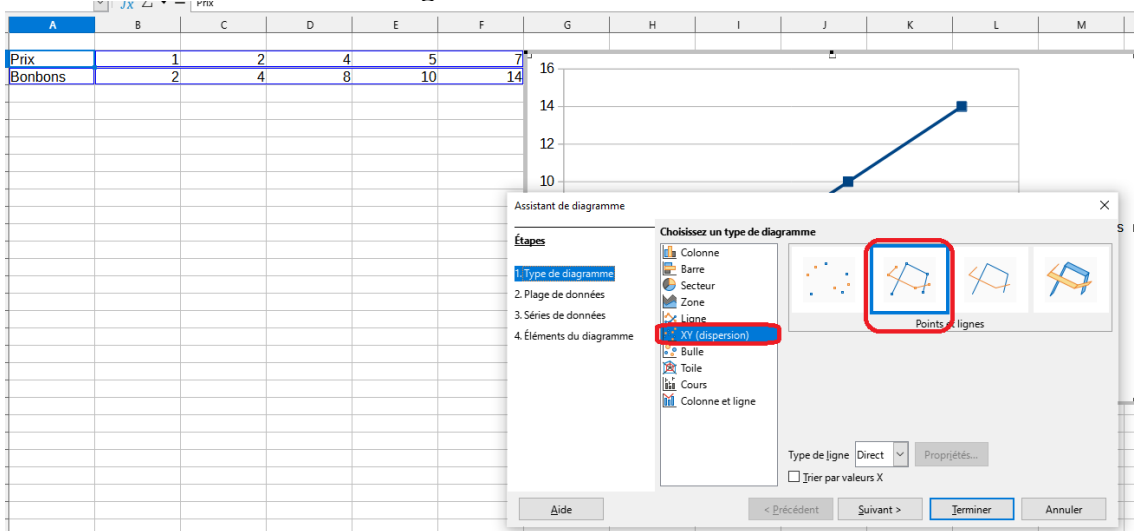 Prix
A B C D E F G H I J K L M
Prix 1 2 4 5 7
Bonbons 2 4 8 10 14
16
14
12
10
Assistant de diagramme
Étapes
1. Type de diagramme
2. Plage de données
3. Séries de données
4. Éléments du diagramme
Choisissez un type de diagramme
Colonne
Barre
Secteur
Zone
Ligne
XY (dispersion)
Bulle
Toile
Cours
Colonne et ligne
Points et lignes
Type de ligne Direct Propriétés...
Trier par valeurs X
Aide < Précédent Suivant > Terminer Annuler